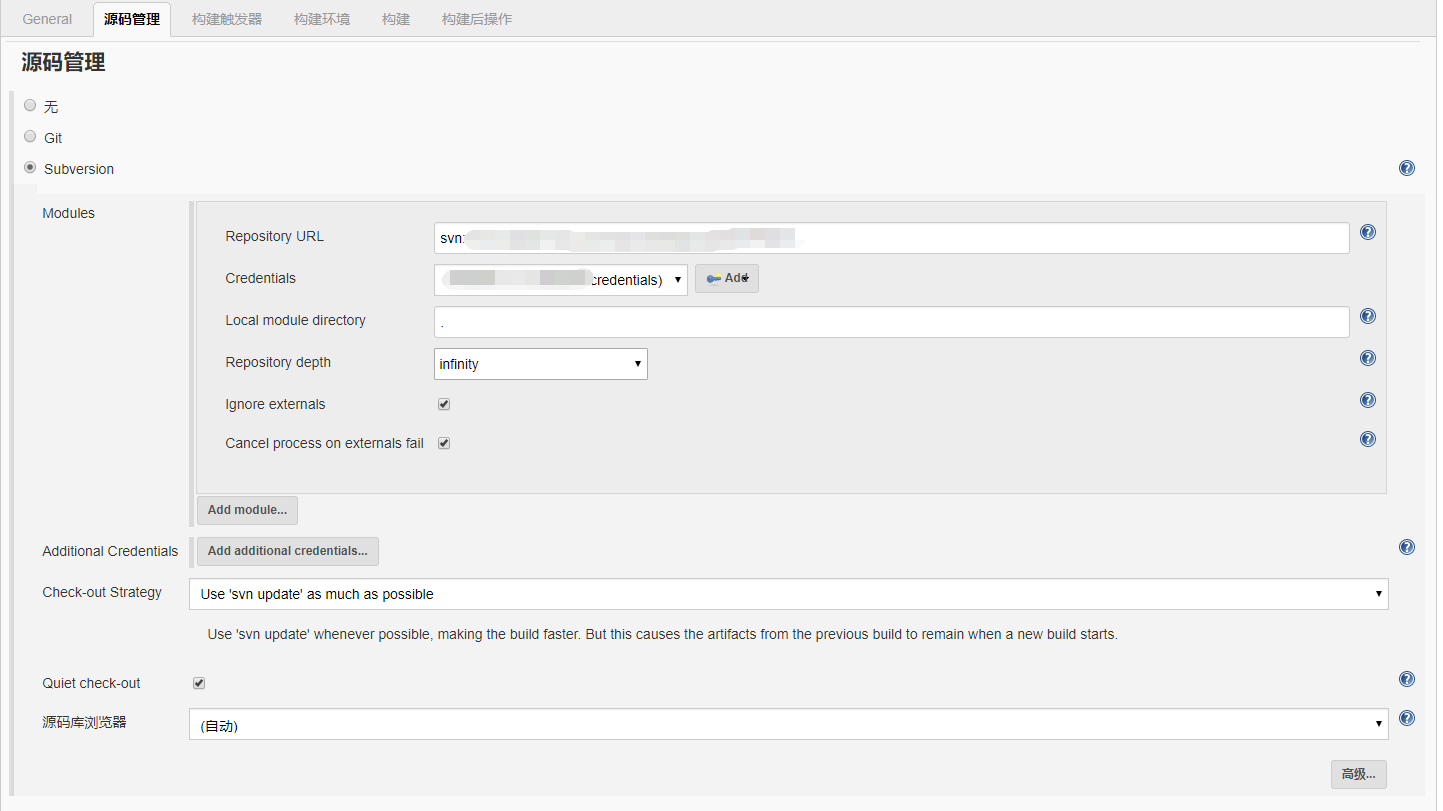 General 源码管理 构建触发器 构建环境 构建 构建后操作
源码管理
无
Git
Subversion
Modules
Repository URL svn:
Credentials credentials) Add
Local module directory .
Repository depth infinity
Ignore externals
Cancel process on externals fail
Add module...
Additional Credentials Add additional credentials...
Check-out Strategy Use 'svn update' as much as possible
Use 'svn update' whenever possible, making the build faster. But this causes the artifacts from the previous build to remain when a new build starts.
Quiet check-out
源码库浏览器 (自动)
高级...